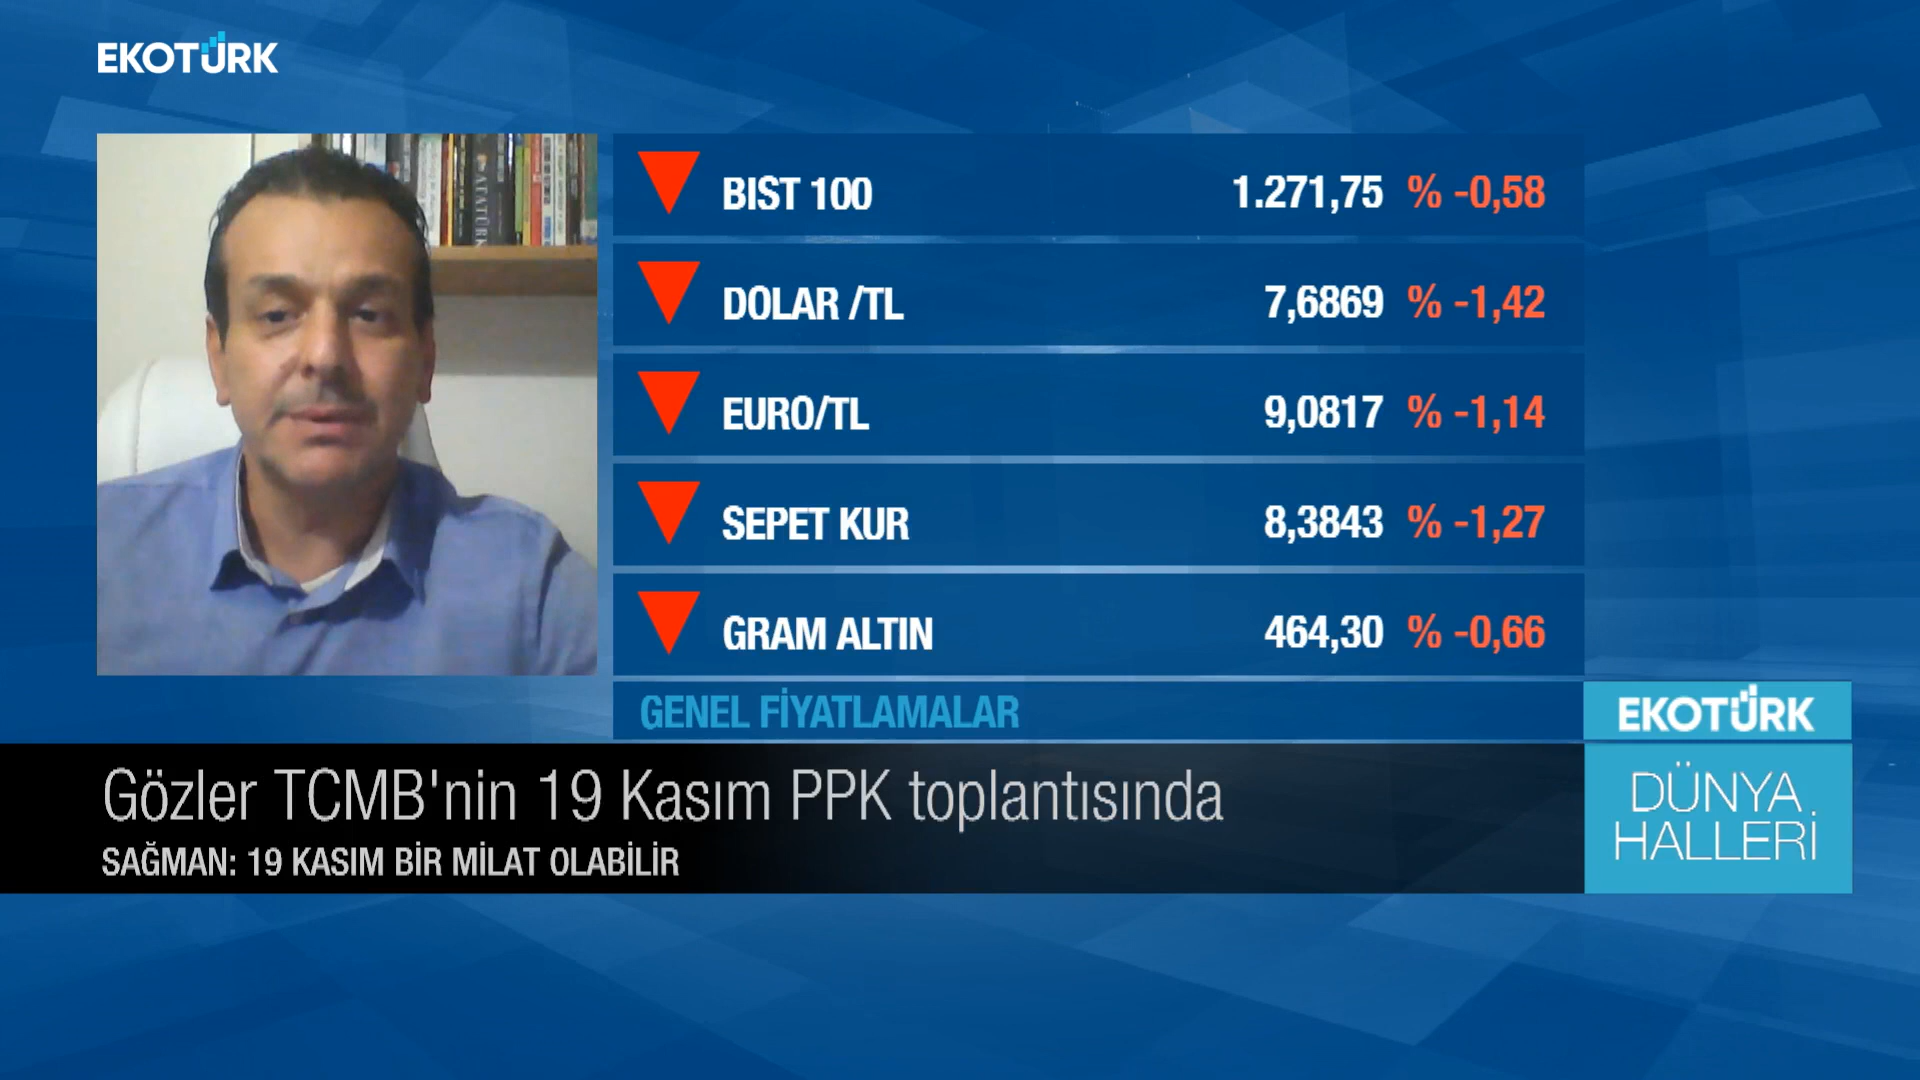 EKOTÜRK
ATATÜRK
BIST 100 1.271,75 % -0,58
DOLAR /TL 7,6869 % -1,42
EURO/TL 9,0817 % -1,14
SEPET KUR 8,3843 % -1,27
GRAM ALTIN 464,30 % -0,66
GENEL FİYATLAMALAR
EKOTÜRK
Gözler TCMB'nin 19 Kasım PPK toplantısında
SAĞMAN: 19 KASIM BİR MİLAT OLABİLİR
DÜNYA
HALLERİ